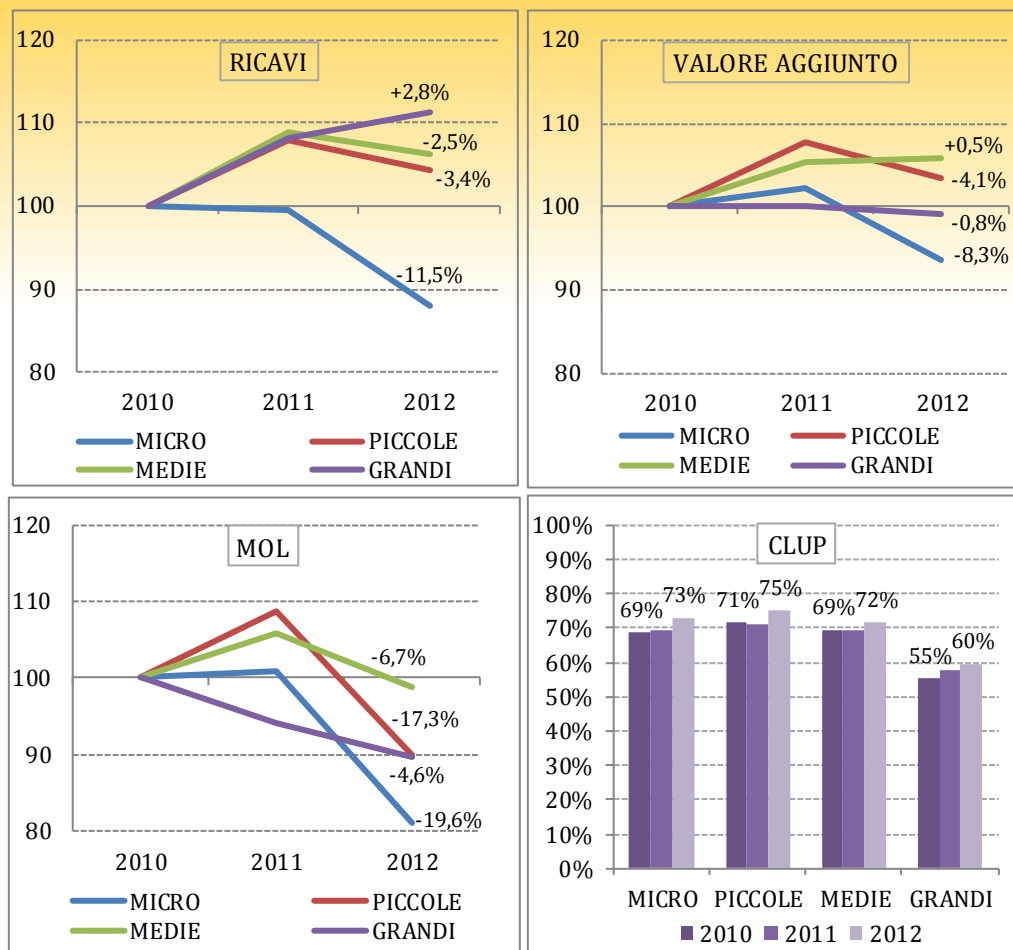 RICAVI
120
110
100
90
80
+2,8%
-2,5%
-3,4%
-11,5%
2010 2011 2012
MICRO PICCOLE
MEDIE GRANDI
VALORE AGGIUNTO
120
110
100
90
80
+0,5%
-4,1%
-0,8%
-8,3%
2010 2011 2012
MICRO PICCOLE
MEDIE GRANDI
MOL
120
110
100
90
80
-6,7%
-17,3%
-4,6%
-19,6%
2010 2011 2012
MICRO PICCOLE
MEDIE GRANDI
CLUP
100%
90%
80%
70%
60%
50%
40%
30%
20%
10%
0%
69% 73% 71% 75% 69% 72% 55% 60%
MICRO PICCOLE MEDIE GRANDI
2010 2011 2012